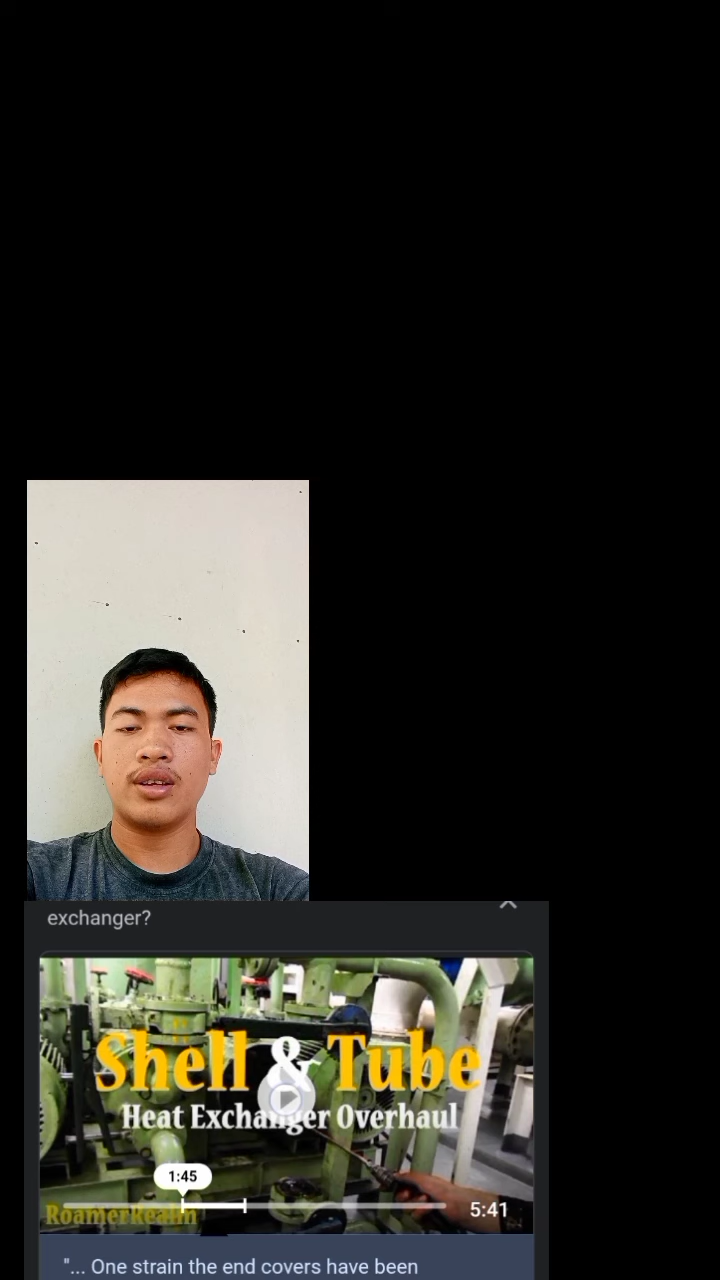 exchanger?
Shell & Tube
Heat Exchanger Overhaul
1:45
5:41
RoamerRealm
"... One strain the end covers have been